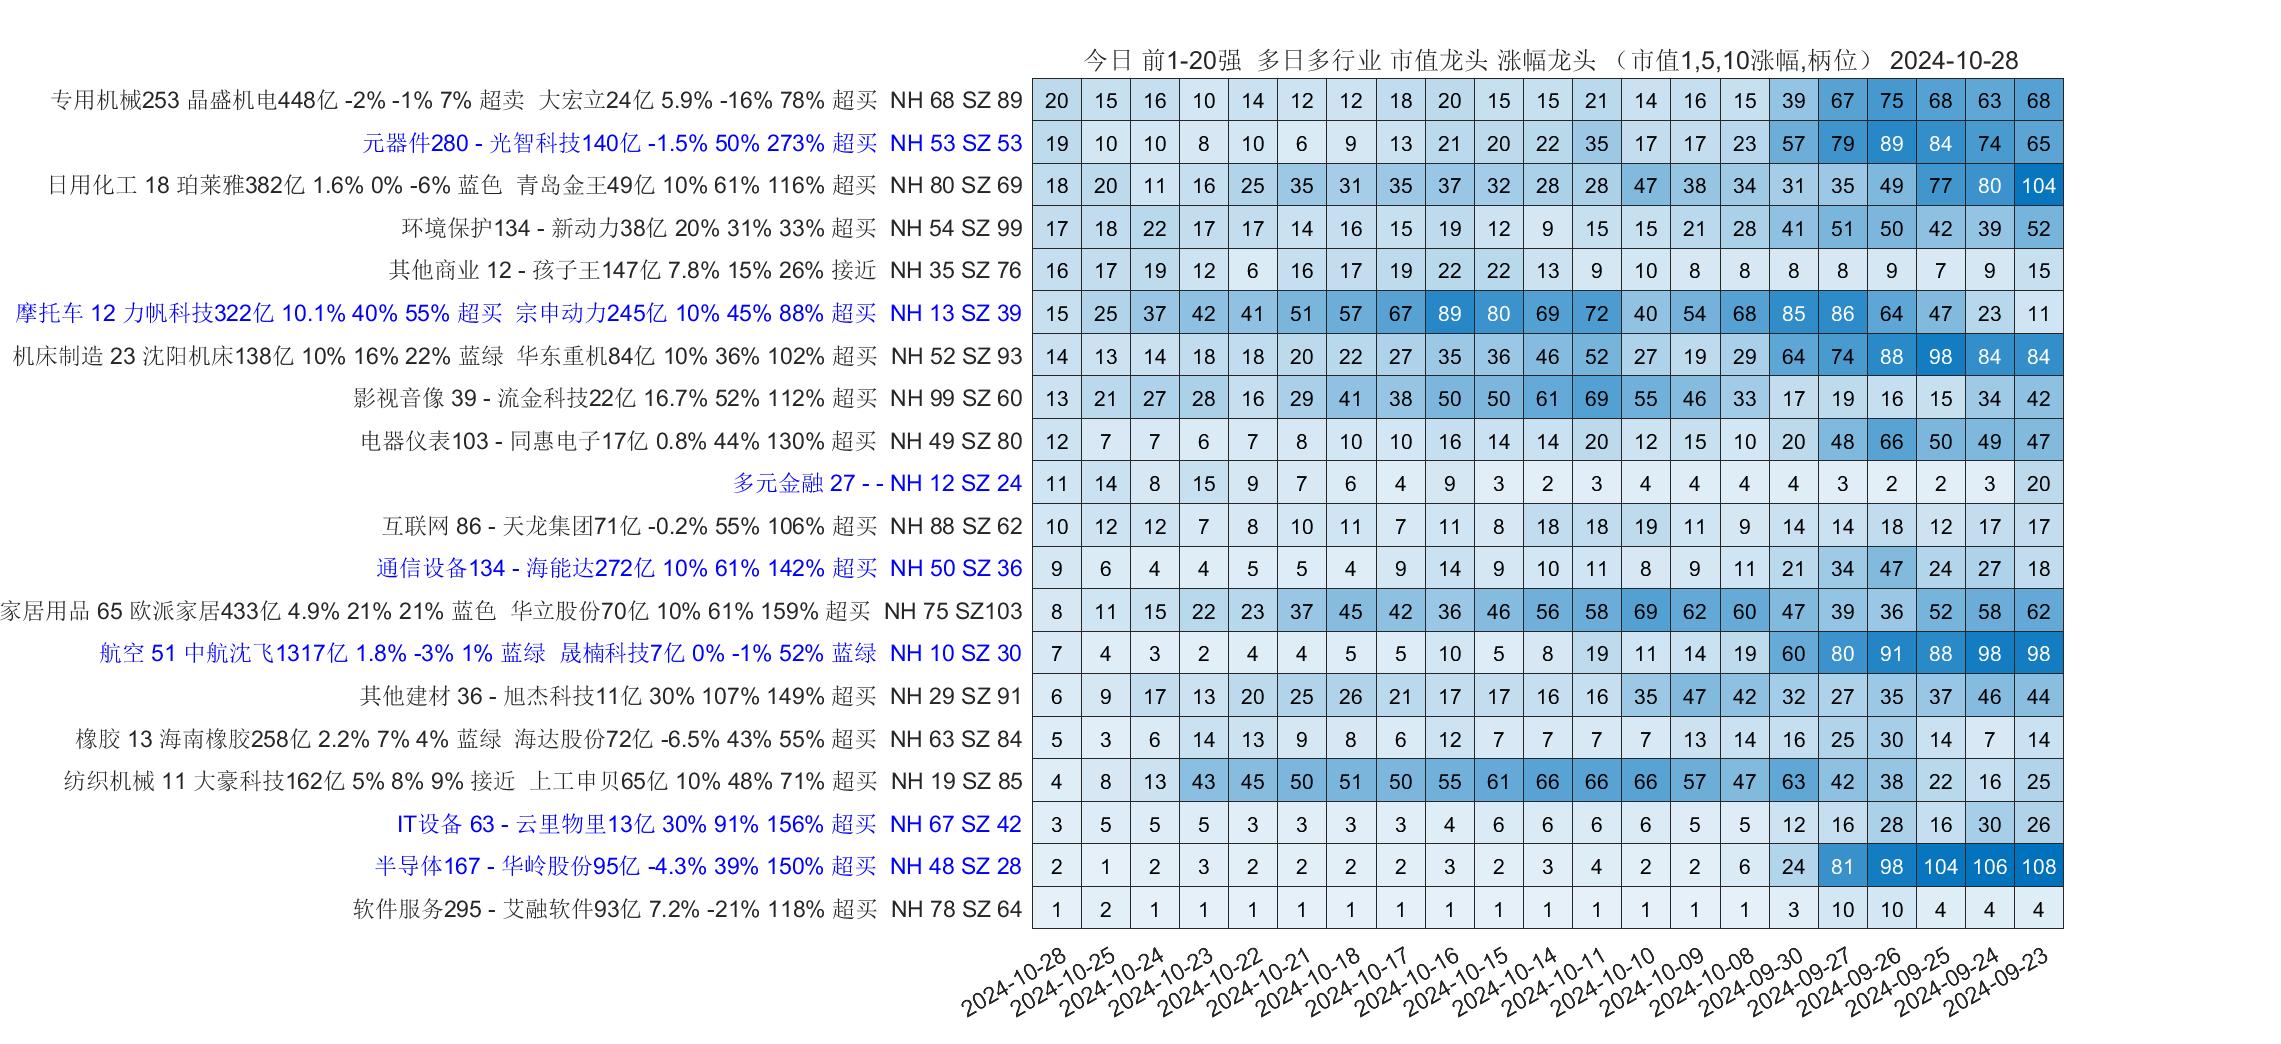 今日 前1-20强 多日多行业 市值龙头 涨幅龙头 （市值1,5,10涨幅,柄位） 2024-10-28
专用机械253 晶盛机电448亿 -2% -1% 7% 超卖 大宏立24亿 5.9% -16% 78% 超买 NH 68 SZ 89 20 15 16 10 14 12 12 18 20 15 15 21 14 16 15 39 67 75 68 63 68
元器件280 - 光智科技140亿 -1.5% 50% 273% 超买 NH 53 SZ 53 19 10 10 8 10 6 9 13 21 20 22 35 17 17 23 57 79 89 84 74 65
日用化工 18 珀莱雅382亿 1.6% 0% -6% 蓝色 青岛金王49亿 10% 61% 116% 超买 NH 80 SZ 69 18 20 11 16 25 35 31 35 37 32 28 28 47 38 34 31 35 49 77 80 104
环境保护134 - 新动力38亿 20% 31% 33% 超买 NH 54 SZ 99 17 18 22 17 17 14 16 15 19 12 9 15 15 21 28 41 51 50 42 39 52
其他商业 12 - 孩子王147亿 7.8% 15% 26% 接近 NH 35 SZ 76 16 17 19 12 6 16 17 19 22 22 13 9 10 8 8 8 8 9 7 9 15
摩托车 12 力帆科技322亿 10.1% 40% 55% 超买 宗申动力245亿 10% 45% 88% 超买 NH 13 SZ 39 15 25 37 42 41 51 57 67 89 80 69 72 40 54 68 85 86 64 47 23 11
机床制造 23 沈阳机床138亿 10% 16% 22% 蓝绿 华东重机84亿 10% 36% 102% 超买 NH 52 SZ 93 14 13 14 18 18 20 22 27 35 36 46 52 27 19 29 64 74 88 98 84 84
影视音像 39 - 流金科技22亿 16.7% 52% 112% 超买 NH 99 SZ 60 13 21 27 28 16 29 41 38 50 50 61 69 55 46 33 17 19 16 15 34 42
电器仪表103 - 同惠电子17亿 0.8% 44% 130% 超买 NH 49 SZ 80 12 7 7 6 7 8 10 10 16 14 14 20 12 15 10 20 48 66 50 49 47
多元金融 27 - - NH 12 SZ 24 11 14 8 15 9 7 6 4 9 3 2 3 4 4 4 4 3 2 2 3 20
互联网 86 - 天龙集团71亿 -0.2% 55% 106% 超买 NH 88 SZ 62 10 12 12 7 8 10 11 7 11 8 18 18 19 11 9 14 14 18 12 17 17
通信设备134 - 海能达272亿 10% 61% 142% 超买 NH 50 SZ 36 9 6 4 4 5 5 4 9 14 9 10 11 8 9 11 21 34 47 24 27 18
家居用品 65 欧派家居433亿 4.9% 21% 21% 蓝色 华立股份70亿 10% 61% 159% 超买 NH 75 SZ103 8 11 15 22 23 37 45 42 36 46 56 58 69 62 60 47 39 36 52 58 62
航空 51 中航沈飞1317亿 1.8% -3% 1% 蓝绿 晟楠科技7亿 0% -1% 52% 蓝绿 NH 10 SZ 30 7 4 3 2 4 4 5 5 10 5 8 19 11 14 19 60 80 91 88 98 98
其他建材 36 - 旭杰科技11亿 30% 107% 149% 超买 NH 29 SZ 91 6 9 17 13 20 25 26 21 17 17 16 16 35 47 42 32 27 35 37 46 44
橡胶 13 海南橡胶258亿 2.2% 7% 4% 蓝绿 海达股份72亿 -6.5% 43% 55% 超买 NH 63 SZ 84 5 3 6 14 13 9 8 6 12 7 7 7 7 13 14 16 25 30 14 7 14
纺织机械 11 大豪科技162亿 5% 8% 9% 接近 上工申贝65亿 10% 48% 71% 超买 NH 19 SZ 85 4 8 13 43 45 50 51 50 55 61 66 66 66 57 47 63 42 38 22 16 25
IT设备 63 - 云里物里13亿 30% 91% 156% 超买 NH 67 SZ 42 3 5 5 5 3 3 3 3 4 6 6 6 6 5 5 12 16 28 16 30 26
半导体167 - 华岭股份95亿 -4.3% 39% 150% 超买 NH 48 SZ 28 2 1 2 3 2 2 2 2 3 2 3 4 2 2 6 24 81 98 104 106 108
软件服务295 - 艾融软件93亿 7.2% -21% 118% 超买 NH 78 SZ 64 1 2 1 1 1 1 1 1 1 1 1 1 1 1 1 3 10 10 4 4 4
2024-10-28 2024-10-25 2024-10-24 2024-10-23 2024-10-22 2024-10-21 2024-10-18 2024-10-17 2024-10-16 2024-10-15 2024-10-14 2024-10-11 2024-10-10 2024-10-09 2024-10-08 2024-09-30 2024-09-27 2024-09-26 2024-09-25 2024-09-24 2024-09-23